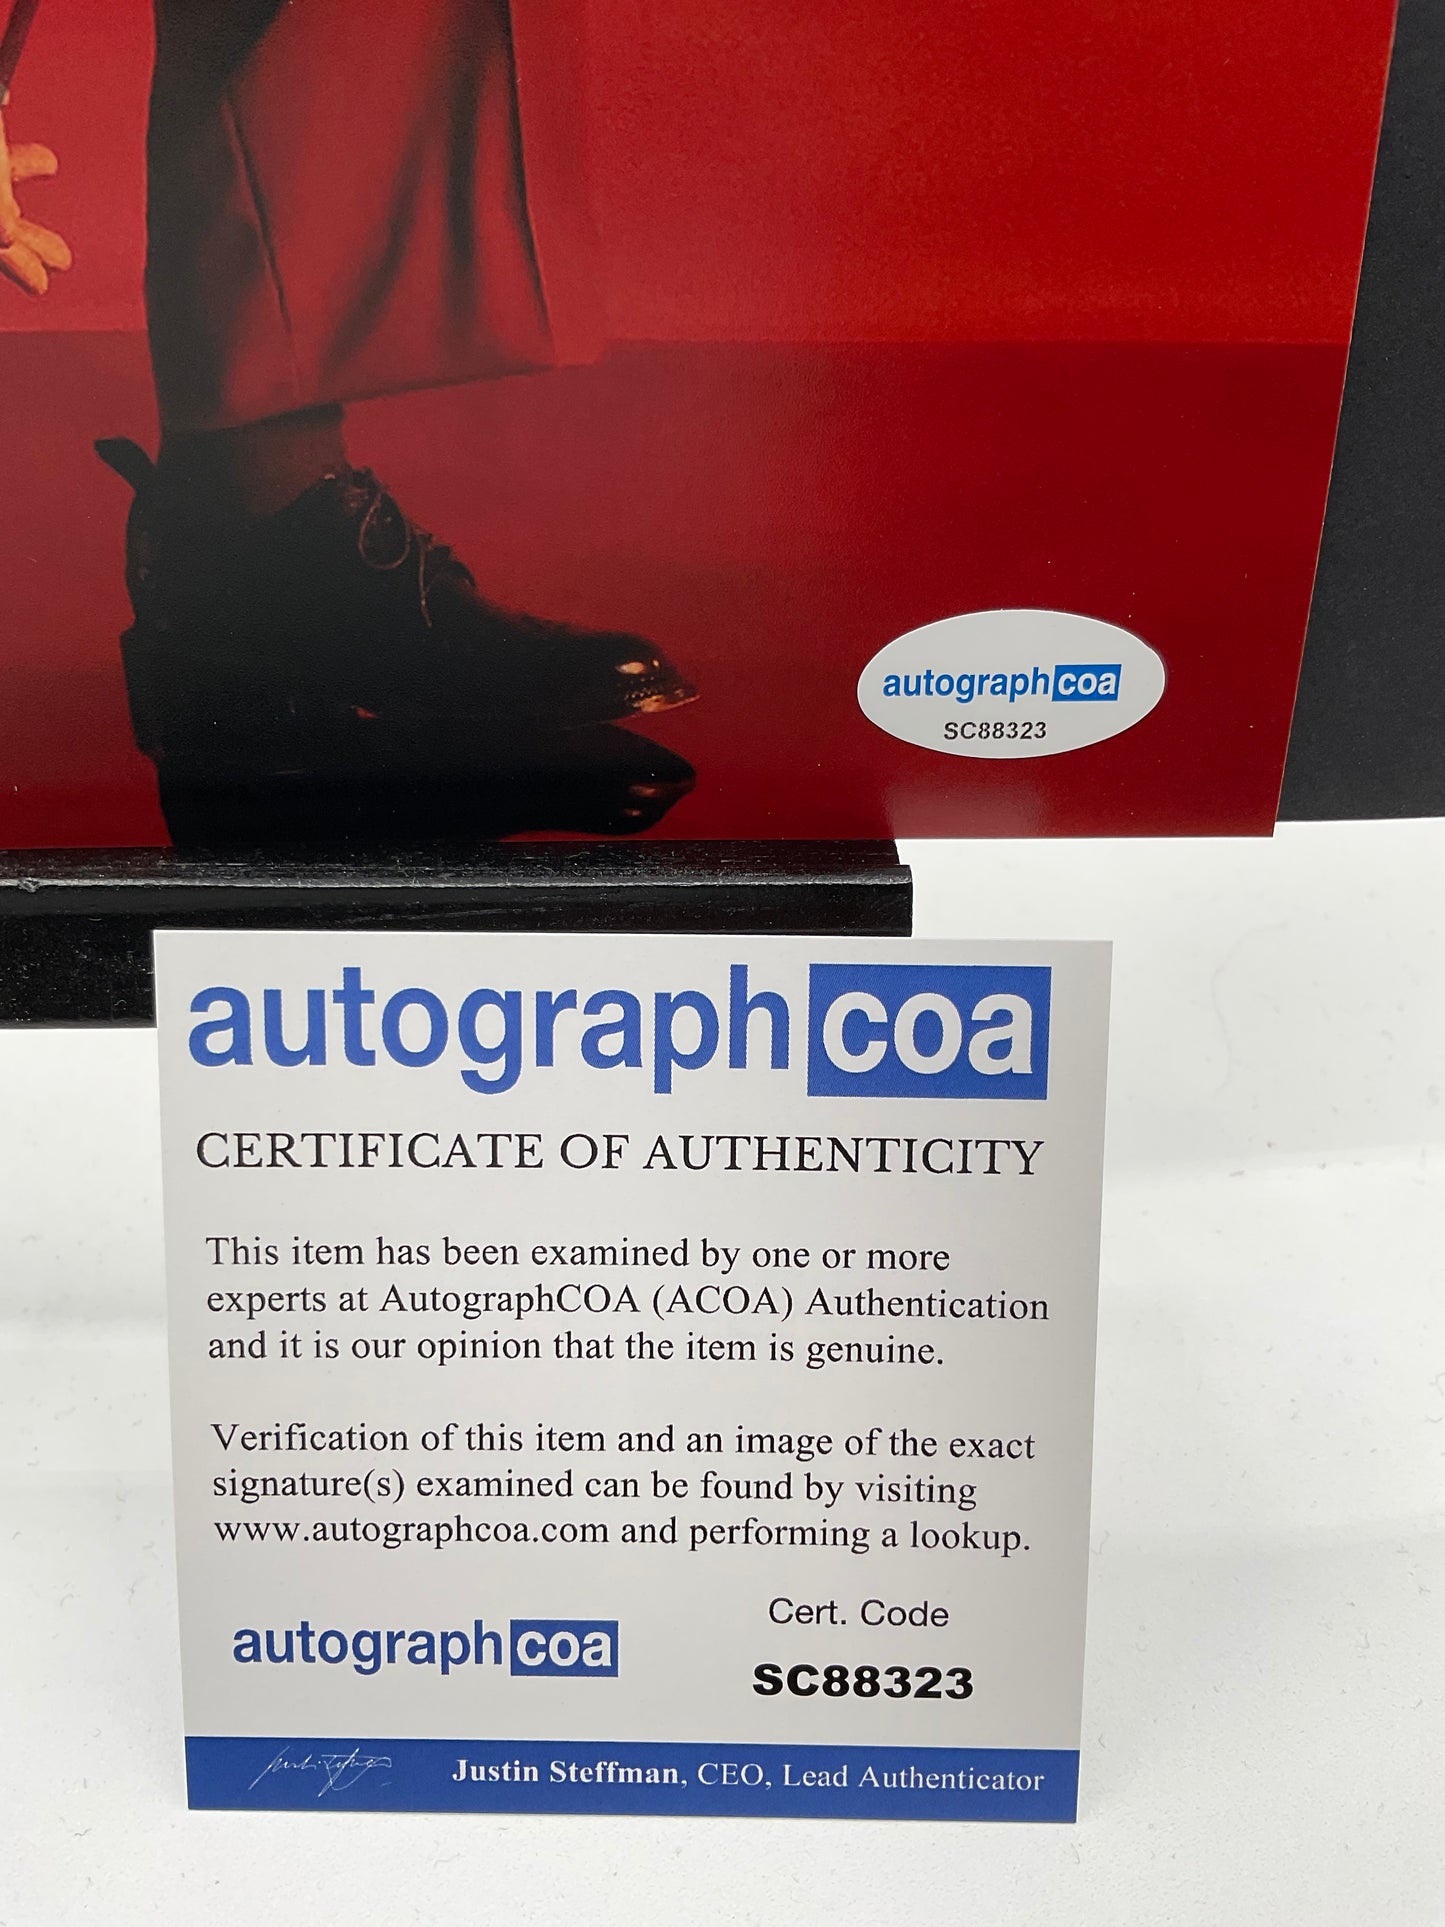 autographcoa
SC88323
autographcoa
CERTIFICATE OF AUTHENTICITY
This item has been examined by one or more
experts at AutographCOA (ACOA) Authentication
and it is our opinion that the item is genuine.
Verification of this item and an image of the exact
signature(s) examined can be found by visiting
www.autographcoa.com and performing a lookup.
Cert. Code
autographcoa
SC88323
Justin Steffman, CEO, Lead Authenticator